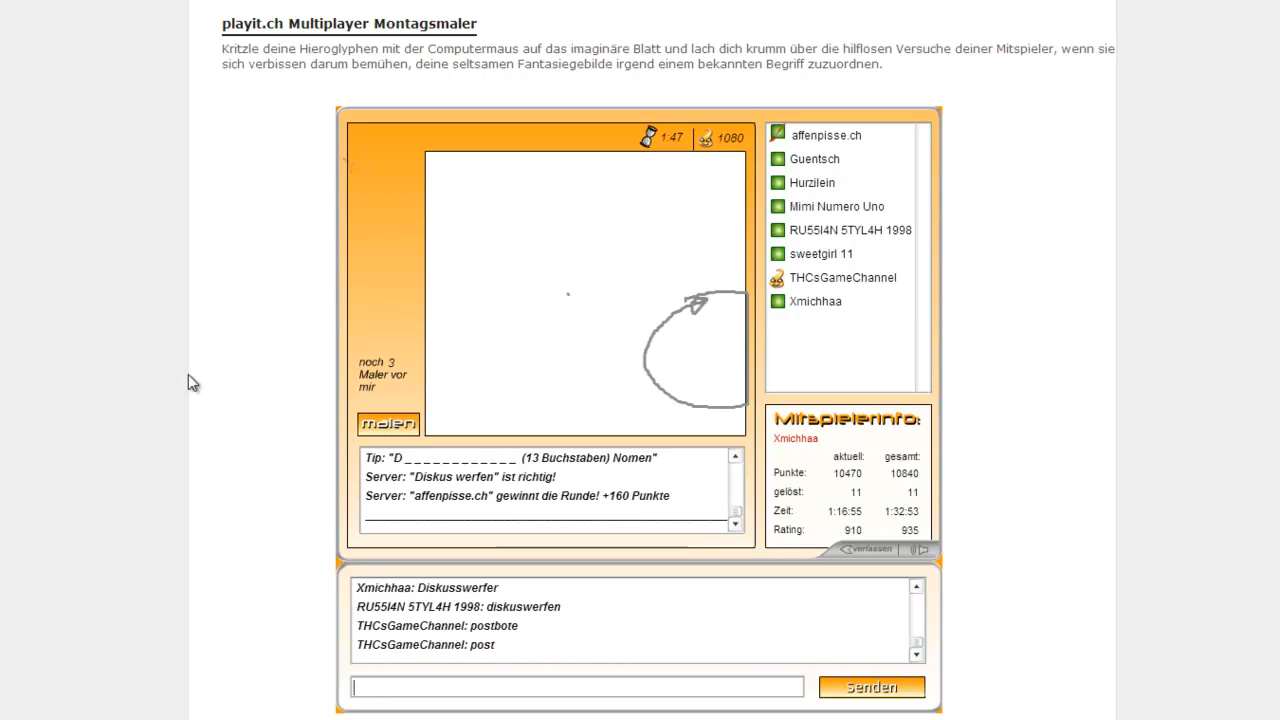 playit.ch Multiplayer Montagsmaler
Kritzle deine Hieroglyphen mit der Computermaus auf das imaginäre Blatt und lach dich krumm über die hilflosen Versuche deiner Mitspieler, wenn sie
sich verbissen darum bemühen, deine seltsamen Fantasiegebilde irgend einem bekannten Begriff zuzuordnen.
1:47
1080
noch 3
Maler vor
mir
malen
Tip: "D _ _ _ _ _ _ _ _ _ _ _ _ (13 Buchstaben) Nomen"
Server: "Diskus werfen" ist richtig!
Server: "affenpisse.ch" gewinnt die Runde! +160 Punkte
affenpisse.ch
Guentsch
Hurzilein
Mimi Numero Uno
RU55I4N 5TYL4H 1998
sweetgirl 11
THCsGameChannel
Xmichhaa
Mitspielerinfo:
Xmichhaa
aktuell: gesamt:
Punkte: 10470 10840
gelöst: 11 11
Zeit: 1:16:55 1:32:53
Rating: 910 935
verlassen
Xmichhaa: Diskusswerfer
RU55I4N 5TYL4H 1998: diskuswerfen
THCsGameChannel: postbote
THCsGameChannel: post
Senden